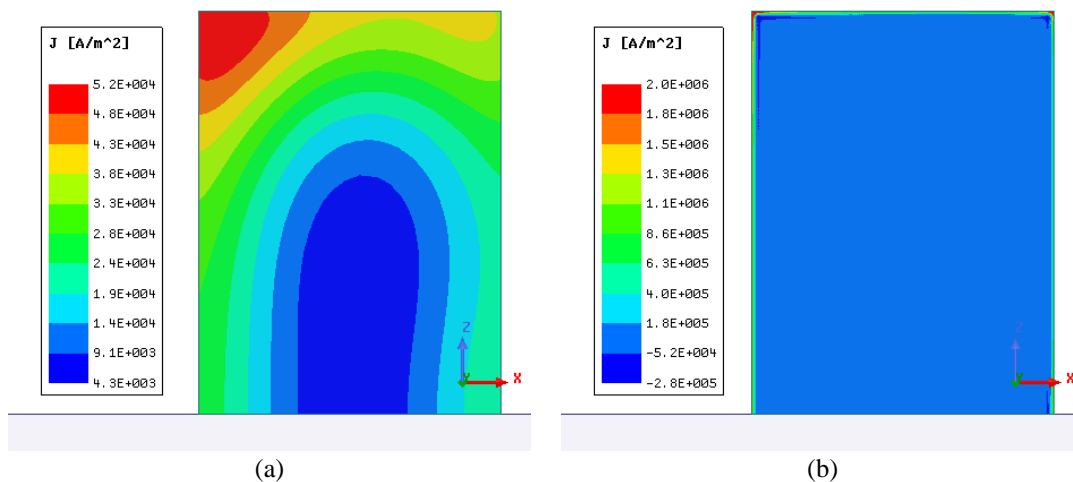 J [A/m^2]
5.2E+004
4.8E+004
4.3E+004
3.8E+004
3.3E+004
2.8E+004
2.4E+004
1.9E+004
1.4E+004
9.1E+003
4.3E+003
Z
Y
X
(a)
J [A/m^2]
2.0E+006
1.8E+006
1.5E+006
1.3E+006
1.1E+006
8.6E+005
6.3E+005
4.0E+005
1.8E+005
-5.2E+004
-2.8E+005
Z
Y
X
(b)